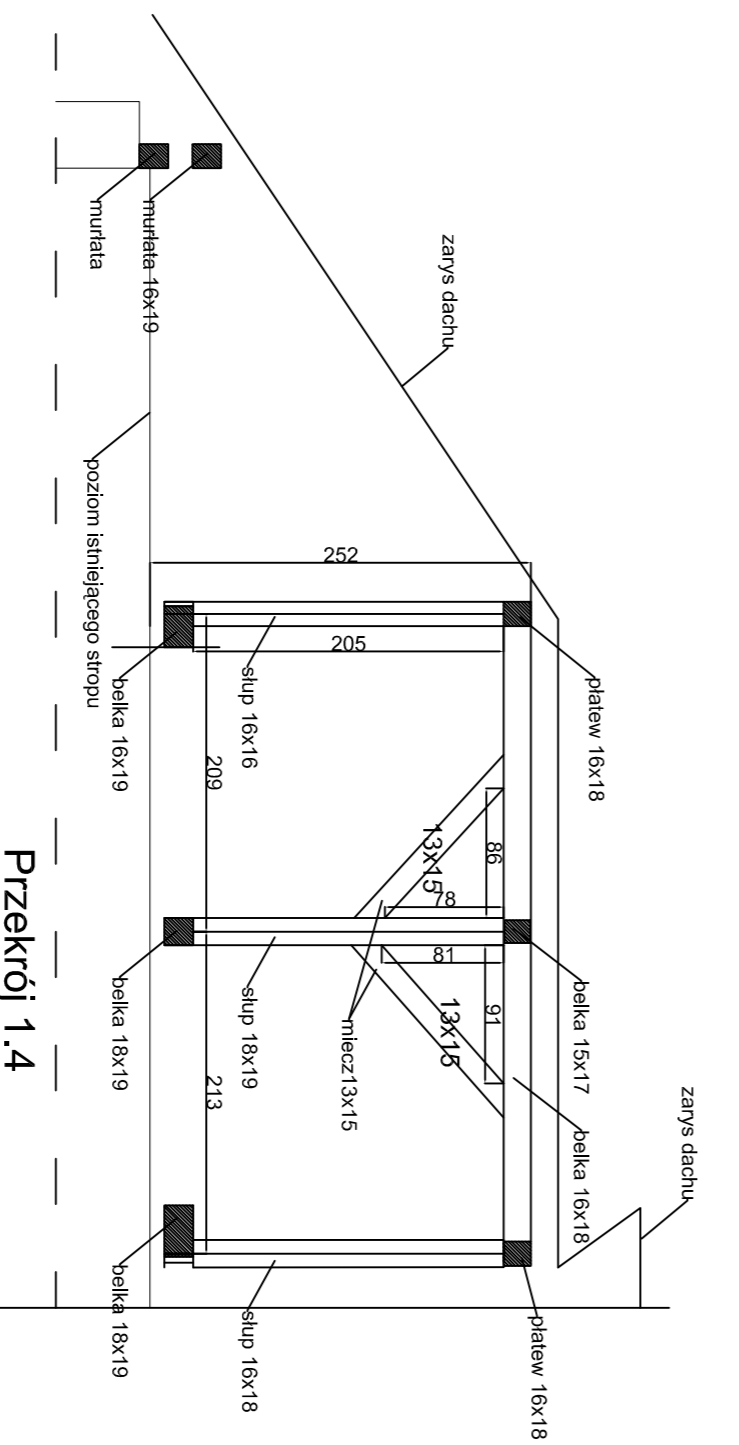 zarys dachu
zarys dachu
płatew 16x18
belka 15x17
belka 16x18
płatew 16x18
252
205
86
78
13x15
81
91
13x15
miecz13x15
słup 16x16
słup 18x19
słup 16x18
209
213
murłata 16x19
murłata
poziom istniejącego stropu
belka 16x19
belka 18x19
belka 18x19
Przekrój 1.4